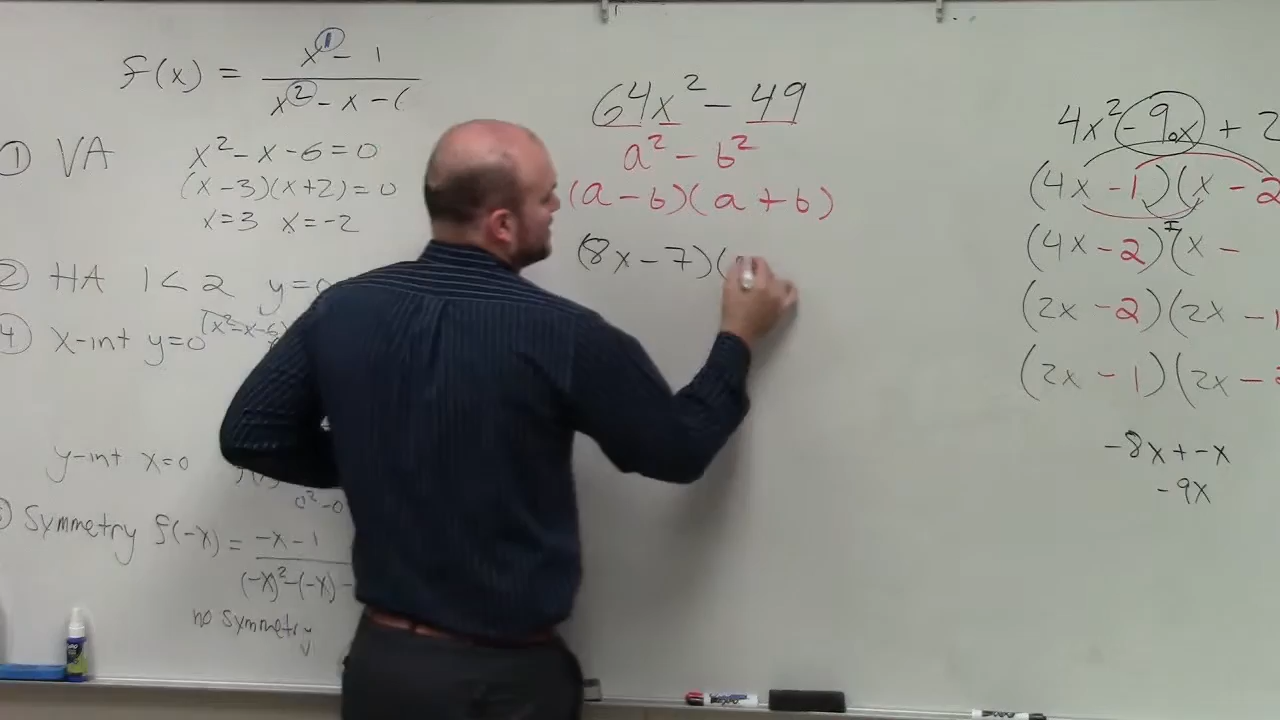 f(x) = x¹ - 1 / x² - x - 6
① VA
x² - x - 6 = 0
(x - 3)(x + 2) = 0
x = 3 x = -2
② HA 1 < 2 y = 0
④ x-int y = 0
y-int x = 0
Symmetry f(-x) = -x - 1 / (-x)² - (-x) -
no Symmetry
64x² - 49
a² - b²
(a - b)(a + b)
(8x - 7)(
4x² - 9x + 2
(4x - 1)(x - 2
(4x - 2)(x -
(2x - 2)(2x - 1
(2x - 1)(2x -
-8x + -x
-9x